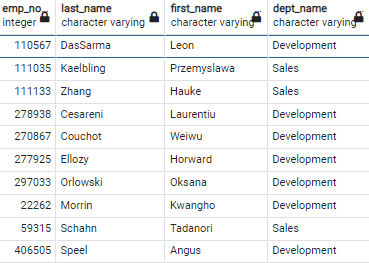 emp_no last_name first_name dept_name
integer character varying character varying character varying
110567 DasSarma Leon Development
111035 Kaelbling Przemyslawa Sales
111133 Zhang Hauke Sales
278938 Cesareni Laurentiu Development
270867 Couchot Weiwu Development
277925 Ellozy Horward Development
297033 Orlowski Oksana Development
22262 Morrin Kwangho Development
59315 Schahn Tadanori Sales
406505 Speel Angus Development